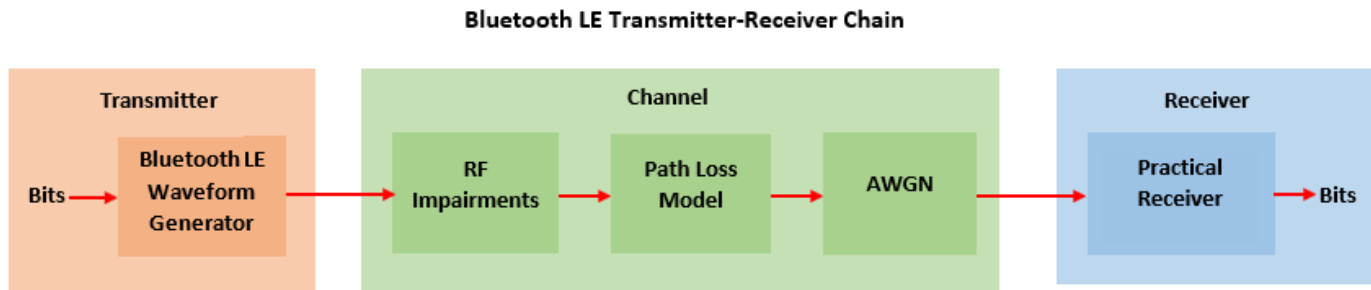 Bluetooth LE Transmitter-Receiver Chain
Transmitter
Bits
Bluetooth LE
Waveform
Generator
Channel
RF
Impairments
Path Loss
Model
AWGN
Receiver
Practical
Receiver
Bits